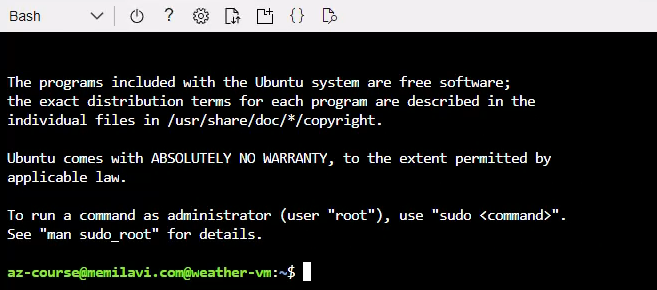 Bash
?
{}
The programs included with the Ubuntu system are free software;
the exact distribution terms for each program are described in the
individual files in /usr/share/doc/*/copyright.
Ubuntu comes with ABSOLUTELY NO WARRANTY, to the extent permitted by
applicable law.
To run a command as administrator (user "root"), use "sudo <command>".
See "man sudo_root" for details.
az-course@memilavi.com@weather-vm:~$